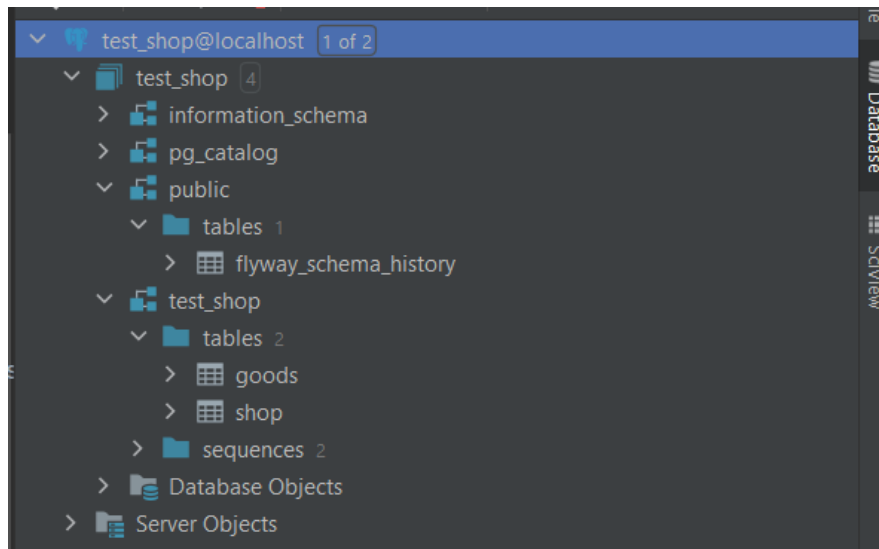 test_shop@localhost 1 of 2
test_shop 4
information_schema
pg_catalog
public
tables 1
flyway_schema_history
test_shop
tables 2
goods
shop
sequences 2
Database Objects
Server Objects
Database
SciView